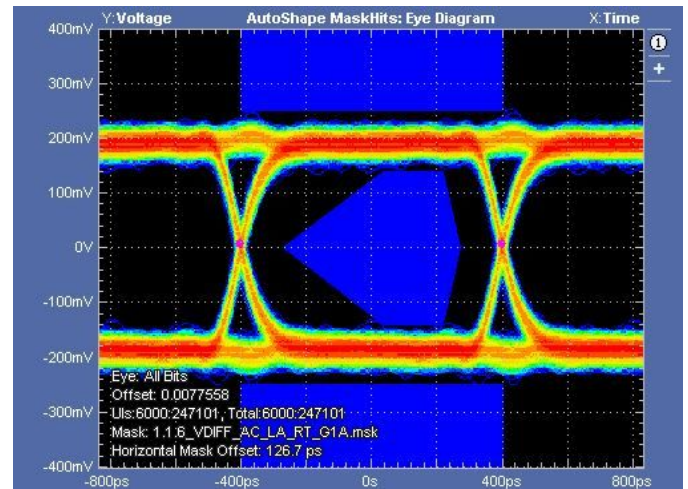 Y:Voltage AutoShape MaskHits: Eye Diagram X:Time
400mV
300mV
200mV
100mV
0V
-100mV
-200mV
-300mV
-400mV
1
+
Eye: All Bits
Offset: 0.0077558
UIs:6000:247101, Total:6000:247101
Mask: 1.1.6_VDIFF_AC_LA_RT_G1A.msk
Horizontal Mask Offset: 126.7 ps
-800ps -400ps 0s 400ps 800ps